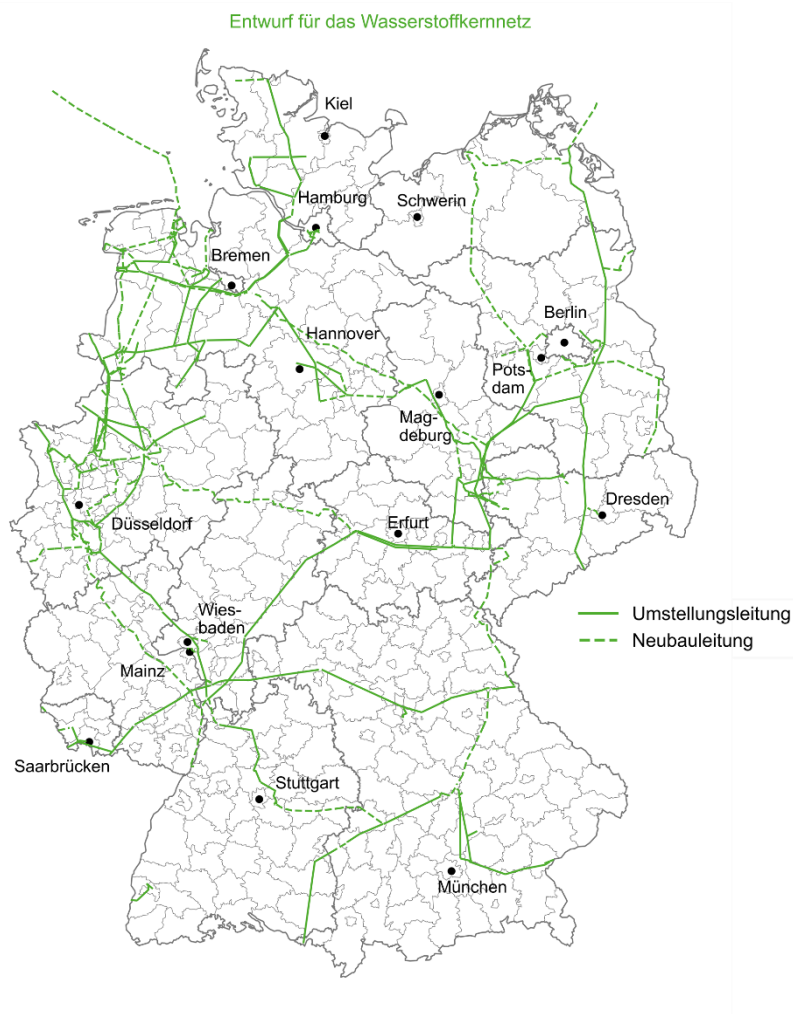 Entwurf für das Wasserstoffkernnetz
Kiel
Hamburg
Schwerin
Bremen
Berlin
Hannover
Pots-
dam
Mag-
deburg
Dresden
Düsseldorf
Erfurt
Wies-
baden
Mainz
Umstellungsleitung
Neubauleitung
Saarbrücken
Stuttgart
München